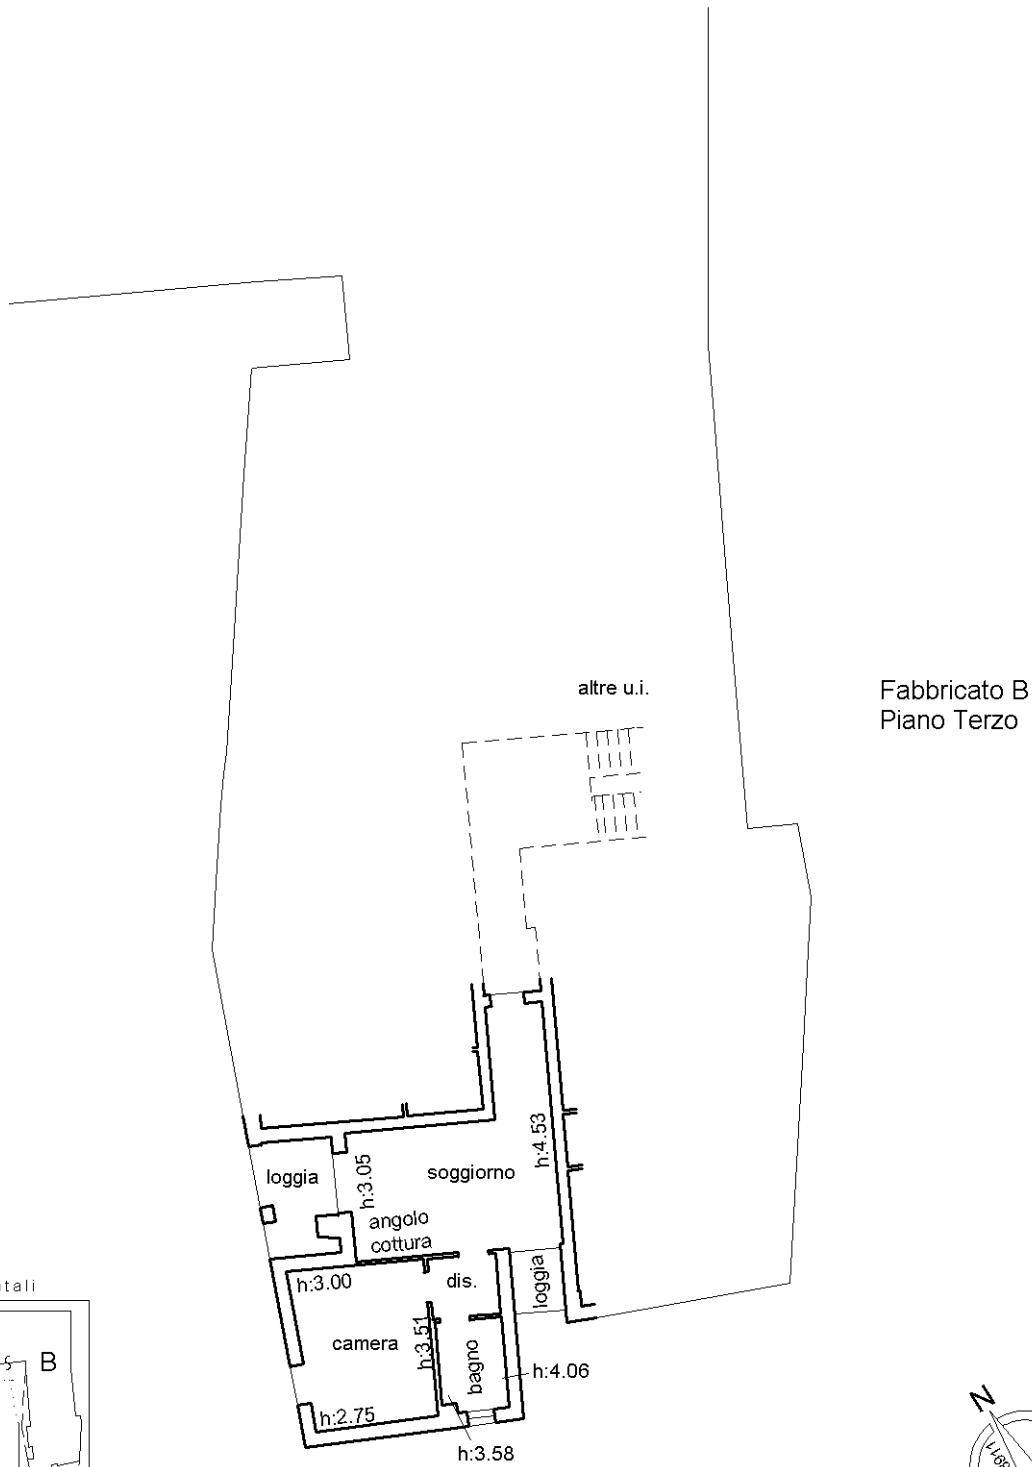 altre u.i.
Fabbricato B
Piano Terzo
h:4.53
loggia
h:3.05
soggiorno
angolo
cottura
h:3.00
dis.
loggia
camera
h:3.51
bagno
h:4.06
h:2.75
h:3.58
B
N